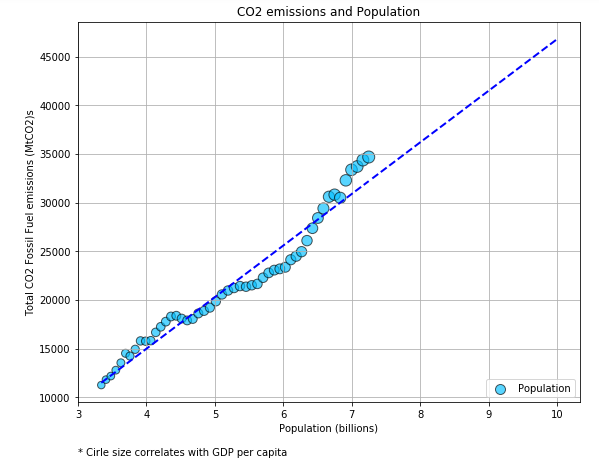 CO2 emissions and Population
Total CO2 Fossil Fuel emissions (MtCO2)s
45000
40000
35000
30000
25000
20000
15000
10000
3 4 5 6 7 8 9 10
Population
Population (billions)
* Cirle size correlates with GDP per capita